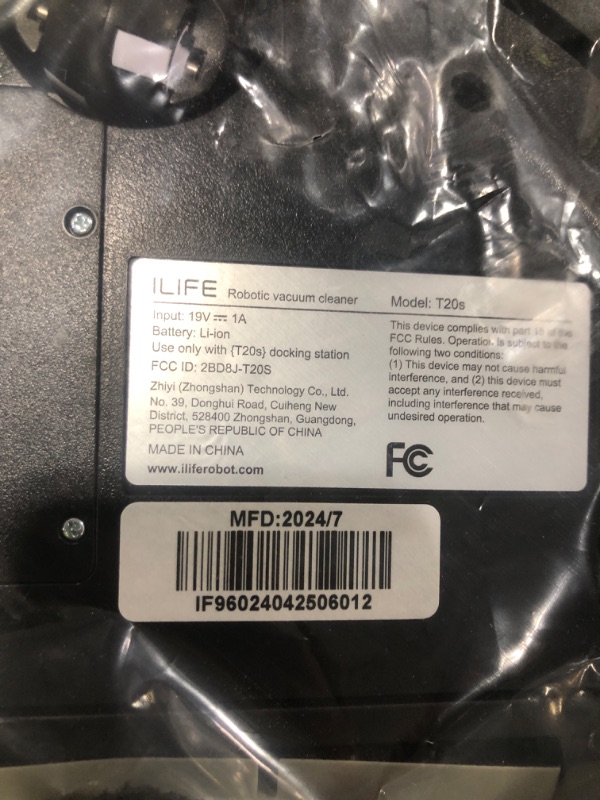 ILIFE Robotic vacuum cleaner
Model: T20s
Input: 19V⎓1A
Battery: Li-ion
Use only with {T20s} docking station
FCC ID: 2BD8J-T20S
Zhiyi (Zhongshan) Technology Co., Ltd.
No. 39, Donghui Road, Cuiheng New
District, 528400 Zhongshan, Guangdong,
PEOPLE'S REPUBLIC OF CHINA
MADE IN CHINA
www.iliferobot.com
This device complies with part 15 of the
FCC Rules. Operation is subject to the
following two conditions:
(1) This device may not cause harmful
interference, and (2) this device must
accept any interference received,
including interference that may cause
undesired operation.
FC
MFD:2024/7
IF96024042506012